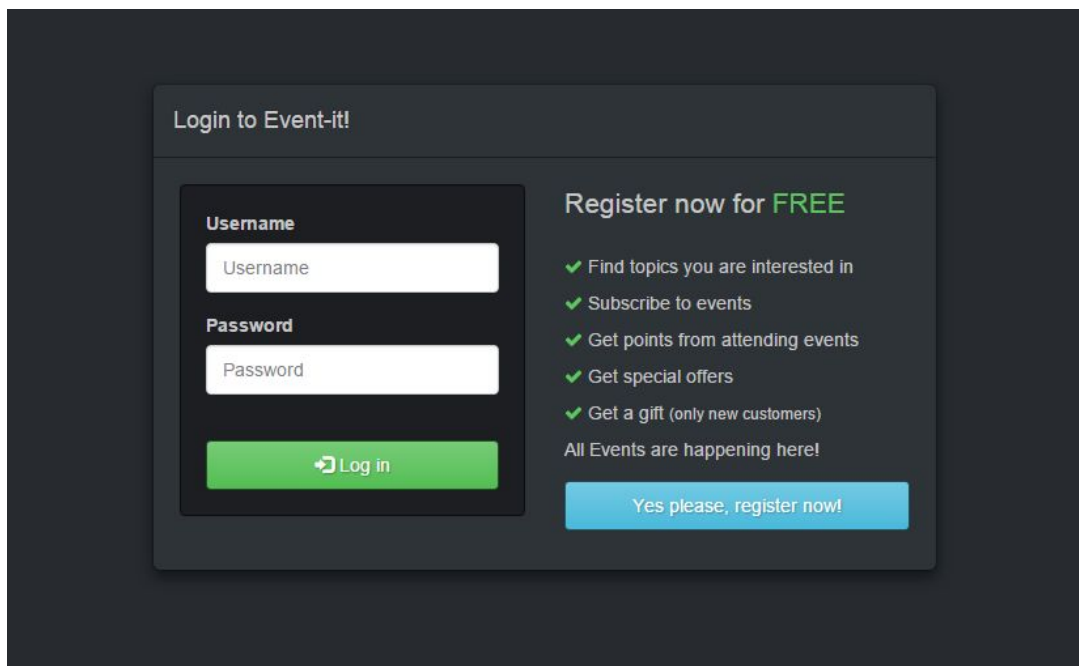 Login to Event-it!
Username
Username
Password
Password
Log in
Register now for FREE
Find topics you are interested in
Subscribe to events
Get points from attending events
Get special offers
Get a gift (only new customers)
All Events are happening here!
Yes please, register now!